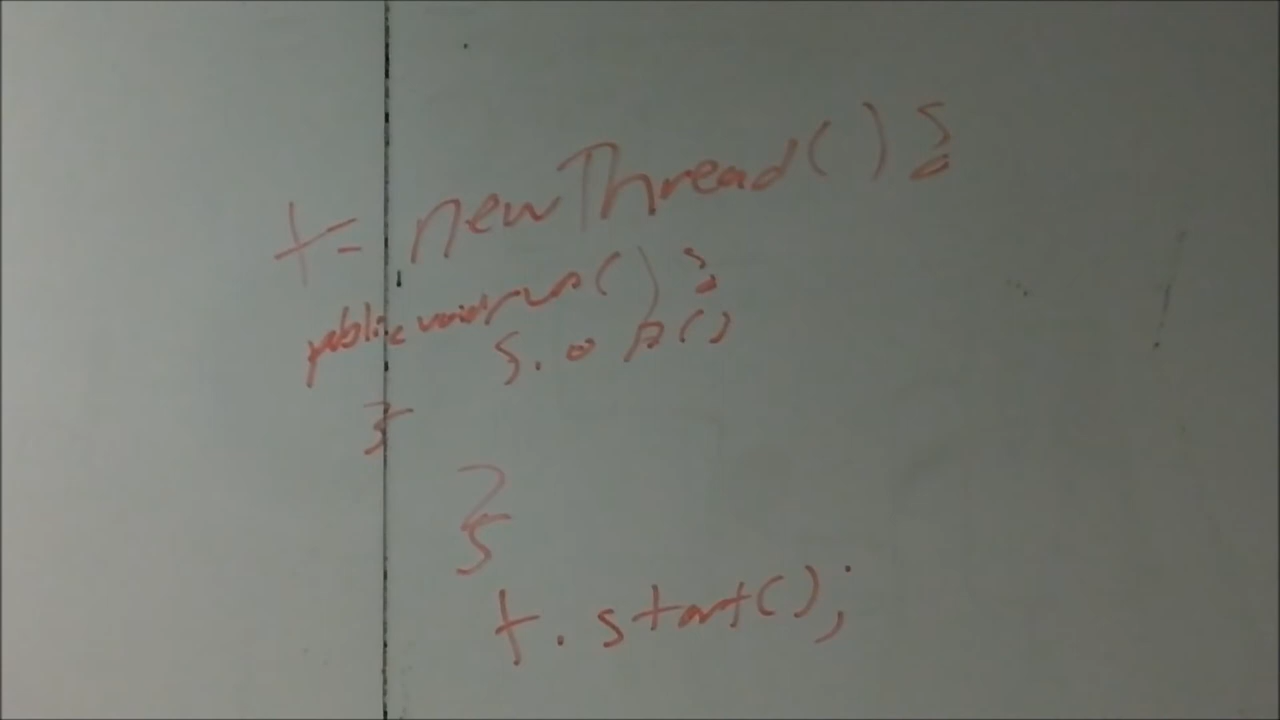 t= new Thread() {
public void run() {
S.o p()
}
}
t.start();